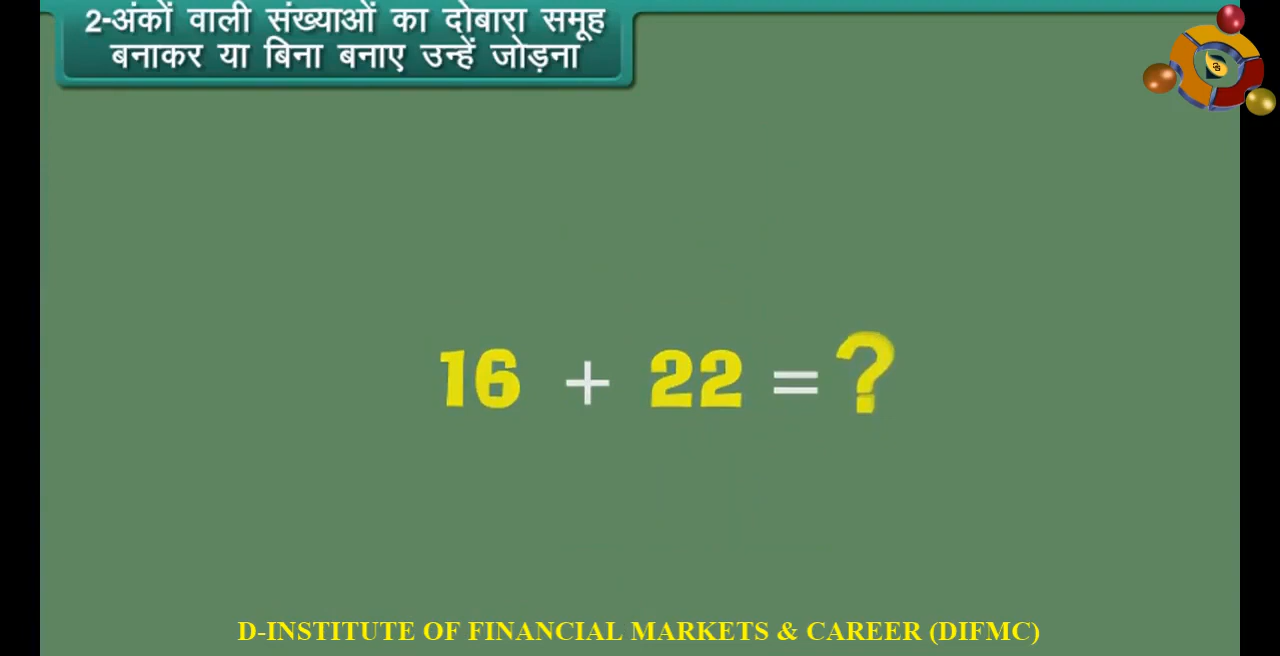 2-अंकों वाली संख्याओं का दोबारा समूह
बनाकर या बिना बनाए उन्हें जोड़ना
16 + 22 = ?
D-INSTITUTE OF FINANCIAL MARKETS & CAREER (DIFMC)